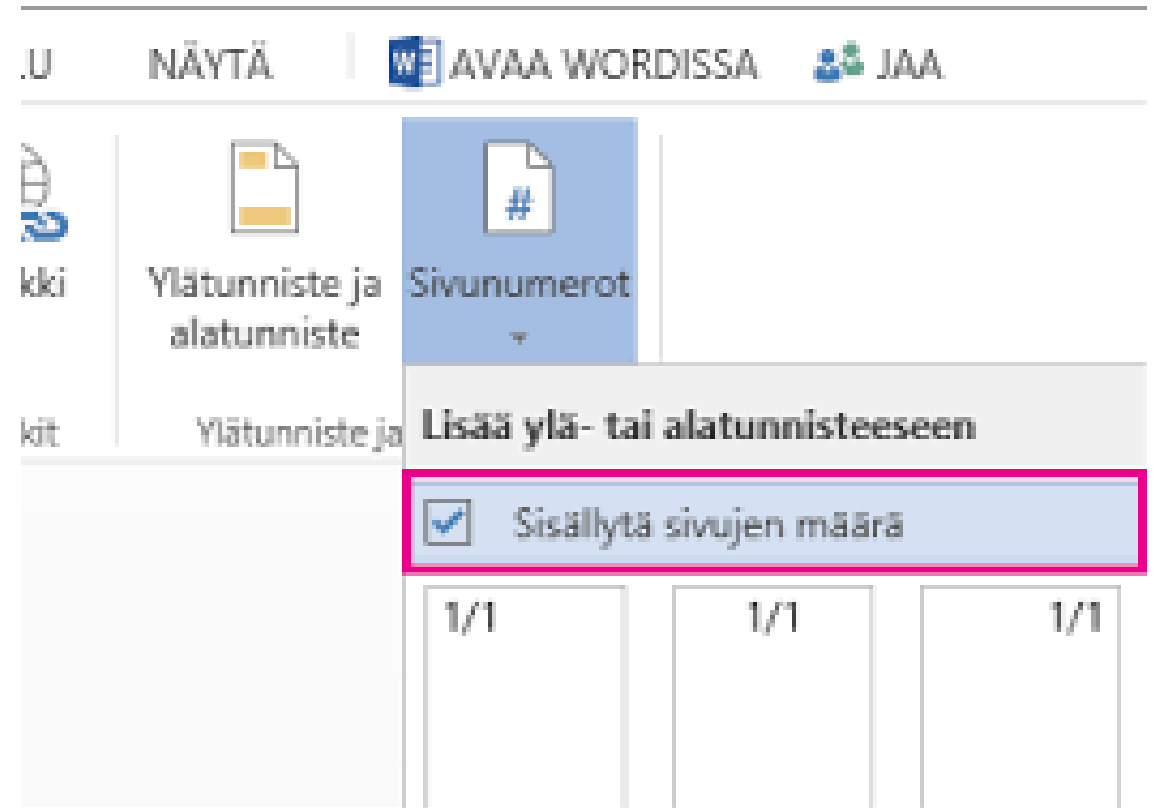 LU NÄYTÄ AVAA WORDISSA JAA
kki Ylätunniste ja alatunniste Sivunumerot
kit Ylätunniste ja
Lisää ylä- tai alatunnisteeseen
Sisällytä sivujen määrä
1/1 1/1 1/1